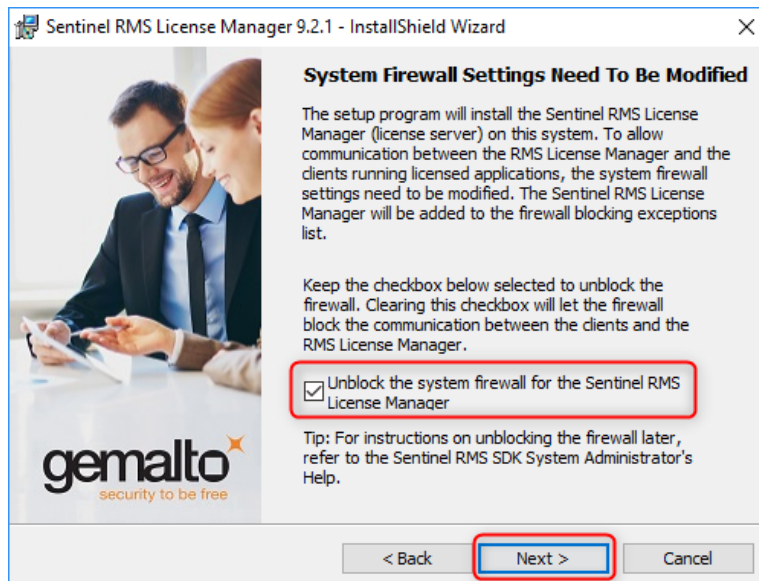 Sentinel RMS License Manager 9.2.1 - InstallShield Wizard
System Firewall Settings Need To Be Modified
The setup program will install the Sentinel RMS License
Manager (license server) on this system. To allow
communication between the RMS License Manager and the
clients running licensed applications, the system firewall
settings need to be modified. The Sentinel RMS License
Manager will be added to the firewall blocking exceptions
list.
Keep the checkbox below selected to unblock the
firewall. Clearing this checkbox will let the firewall
block the communication between the clients and the
RMS License Manager.
Unblock the system firewall for the Sentinel RMS
License Manager
Tip: For instructions on unblocking the firewall later,
refer to the Sentinel RMS SDK System Administrator's
Help.
gemalto
security to be free
< Back
Next >
Cancel